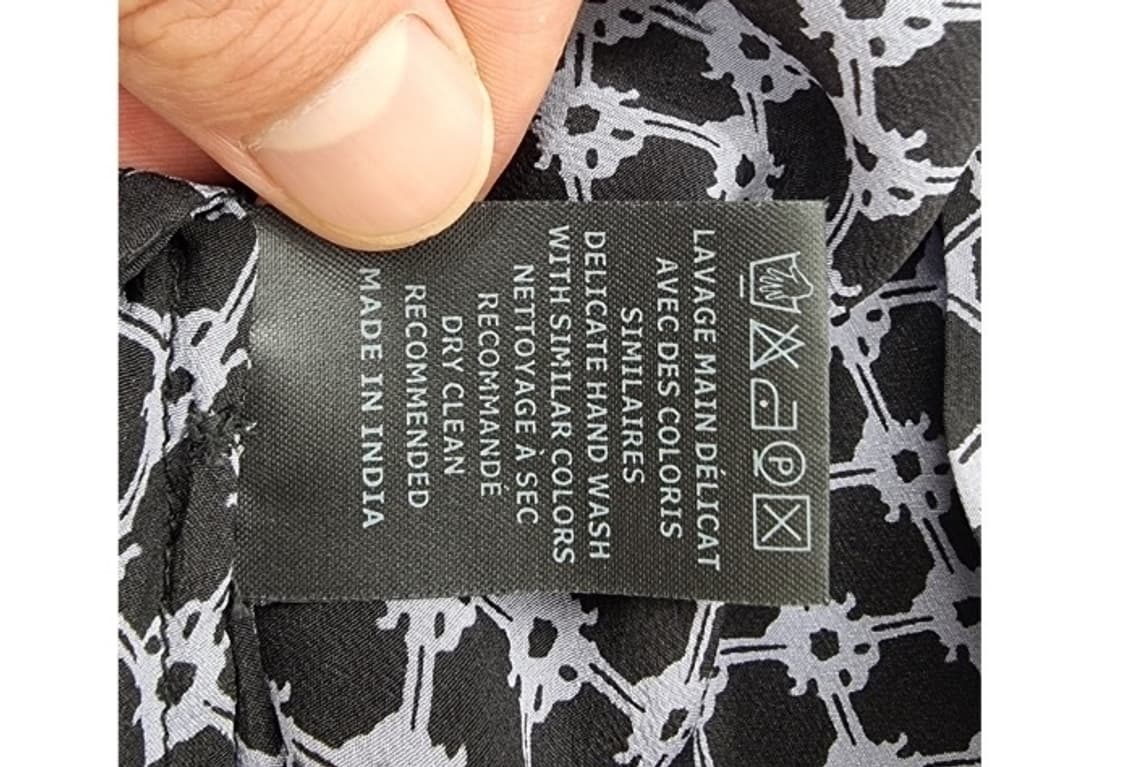 P
LAVAGE MAIN DÉLICAT
AVEC DES COLORIS
SIMILAIRES
DELICATE HAND WASH
WITH SIMILAR COLORS
NETTOYAGE À SEC
RECOMMANDÉ
DRY CLEAN
RECOMMENDED
MADE IN INDIA